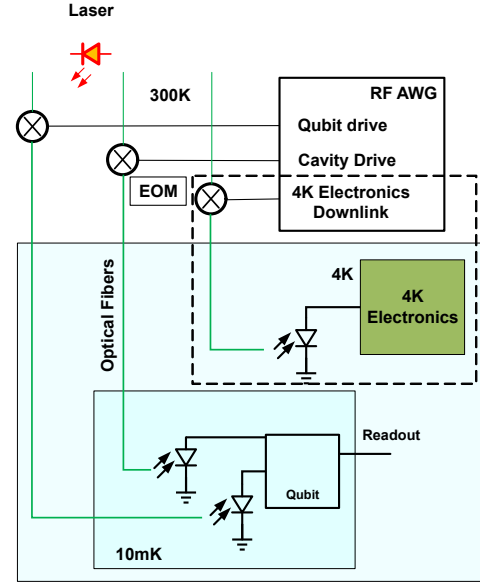 Laser
300K
RF AWG
Qubit drive
Cavity Drive
EOM
4K Electronics
Downlink
Optical Fibers
4K
4K
Electronics
Readout
Qubit
10mK